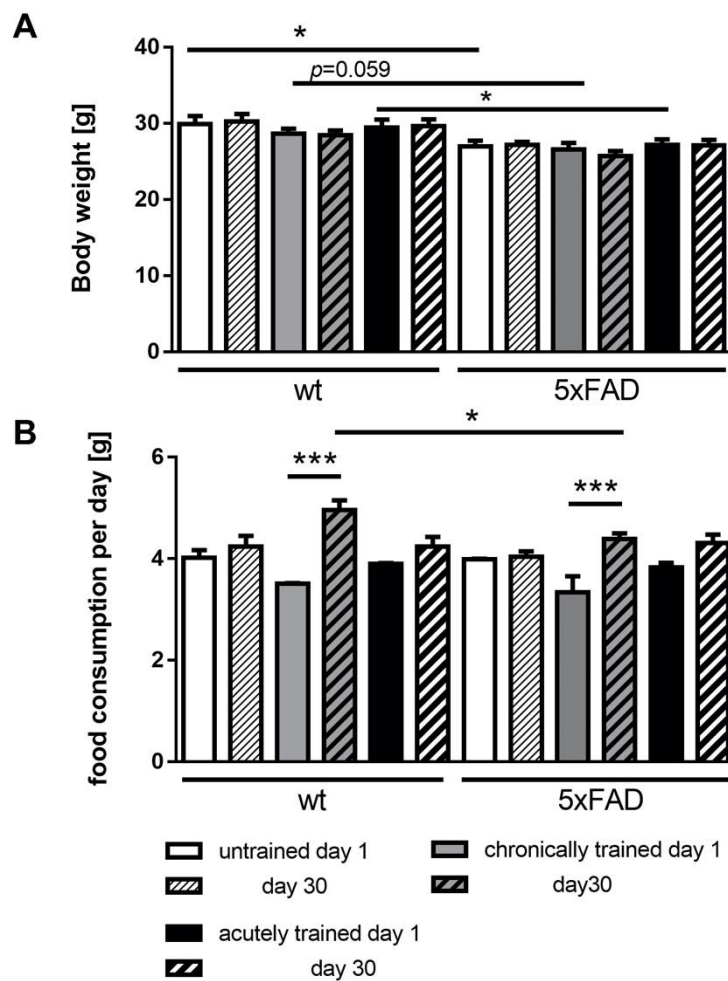 A
Body weight [g]
40
30
20
10
0
*
p=0.059
*
wt
5xFAD
B
food consumption per day [g]
6
4
2
0
*
***
***
wt
5xFAD
untrained day 1
chronically trained day 1
day 30
day30
acutely trained day 1
day 30